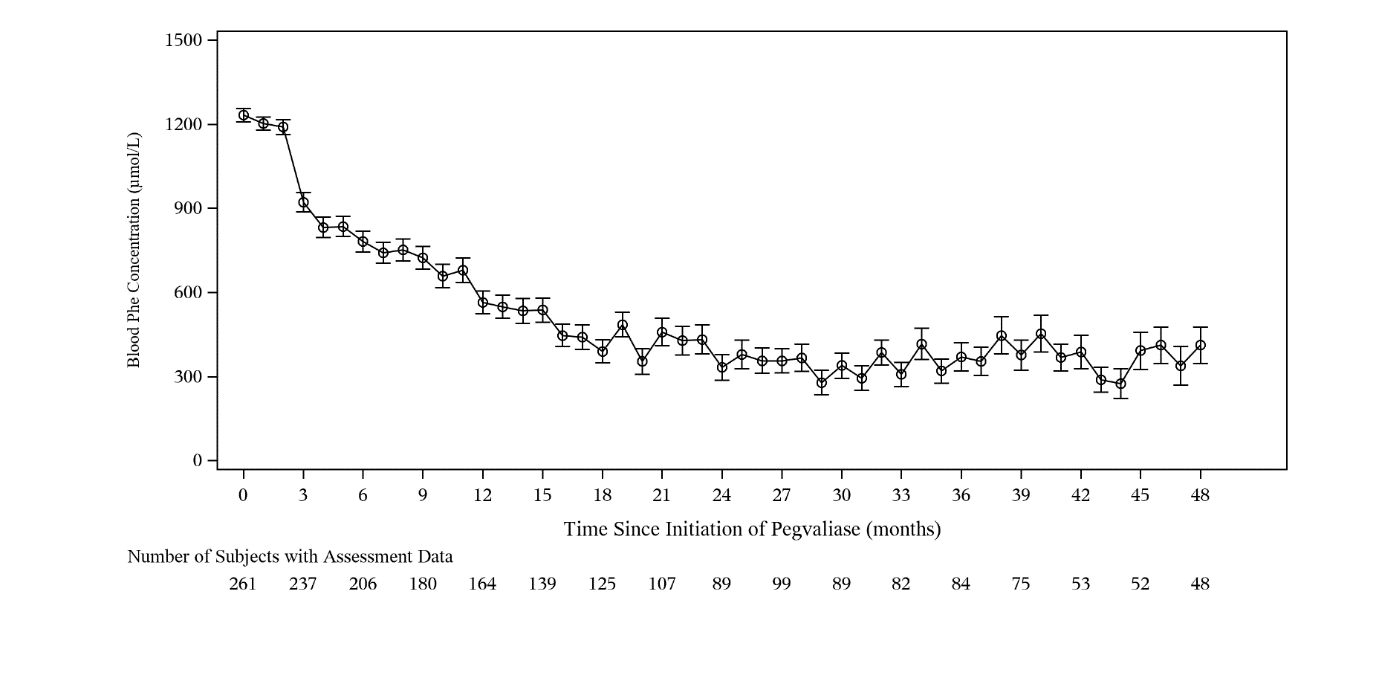 1500
1200
900
600
300
0
Blood Phe Concentration (µmol/L)
0 3 6 9 12 15 18 21 24 27 30 33 36 39 42 45 48
Time Since Initiation of Pegvaliase (months)
Number of Subjects with Assessment Data
261 237 206 180 164 139 125 107 89 99 89 82 84 75 53 52 48